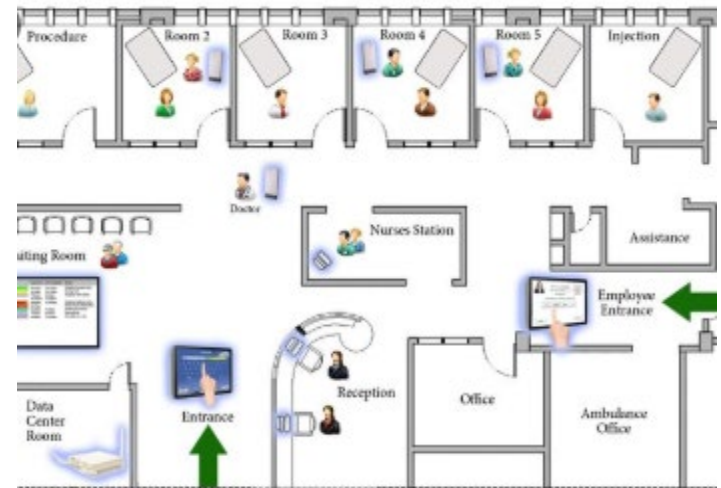 Procedure
Room 2
Room 3
Room 4
Room 5
Injection
Doctor
Nurses Station
Assistance
iting Room
Employee
Entrance
Reception
Entrance
Office
Data
Center
Room
Ambulance
Office